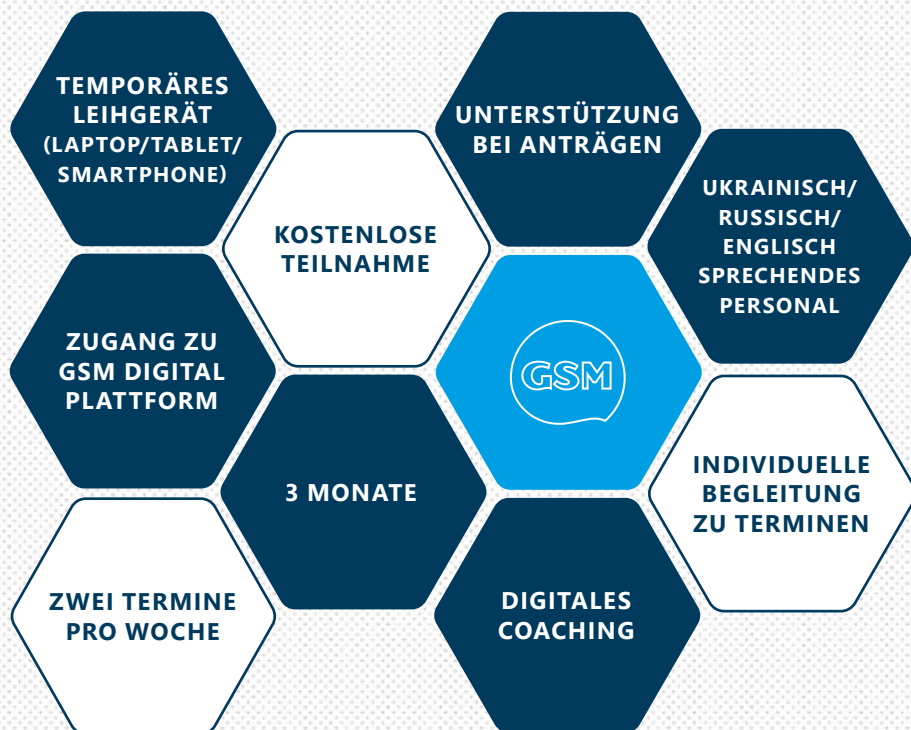 TEMPORÄRES
LEIHGERÄT
(LAPTOP/TABLET/
SMARTPHONE)
UNTERSTÜTZUNG
BEI ANTRÄGEN
KOSTENLOSE
TEILNAHME
UKRAINISCH/
RUSSISCH/
ENGLISCH
SPRECHENDES
PERSONAL
ZUGANG ZU
GSM DIGITAL
PLATTFORM
GSM
3 MONATE
INDIVIDUELLE
BEGLEITUNG
ZU TERMINEN
ZWEI TERMINE
PRO WOCHE
DIGITALES
COACHING